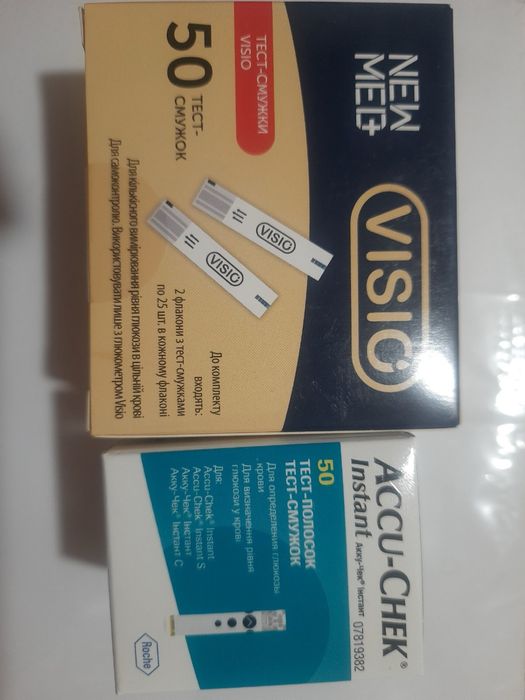 NEW
MED+
VISIO
ТЕСТ-СМУЖКИ
VISIO
50 ТЕСТ-
СМУЖОК
VISIO
VISIO
До комплекту
входять:
2 флакони з тест-смужками
по 25 шт. в кожному флаконі
Для кількісного вимірювання рівня глюкози в цільній крові
Для самоконтролю. Використовувати лише з глюкометром Visio
ACCU-CHEK®
Instant Акку-Чек® Інстант 07819382
50
ТЕСТ-ПОЛОСОК
ТЕСТ-СМУЖОК
Для определения глюкозы
крови
Для визначення рівня
глюкози у крові
Для:
Accu-Chek® Instant
Accu-Chek® Instant S
Акку-Чек® Інстант
Акку-Чек® Інстант С
Roche